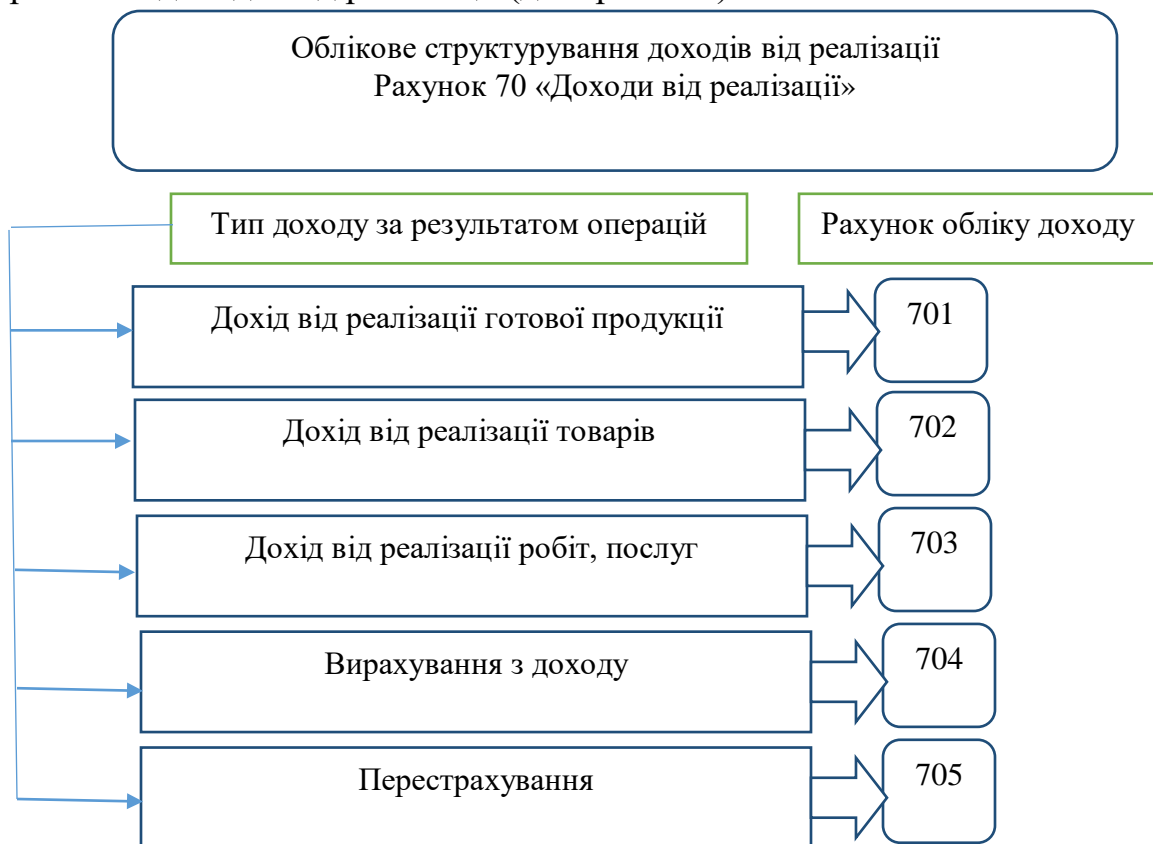 Облікове структурування доходів від реалізації
Рахунок 70 «Доходи від реалізації»
Тип доходу за результатом операцій
Рахунок обліку доходу
Дохід від реалізації готової продукції
701
Дохід від реалізації товарів
702
Дохід від реалізації робіт, послуг
703
Вирахування з доходу
704
Перестрахування
705